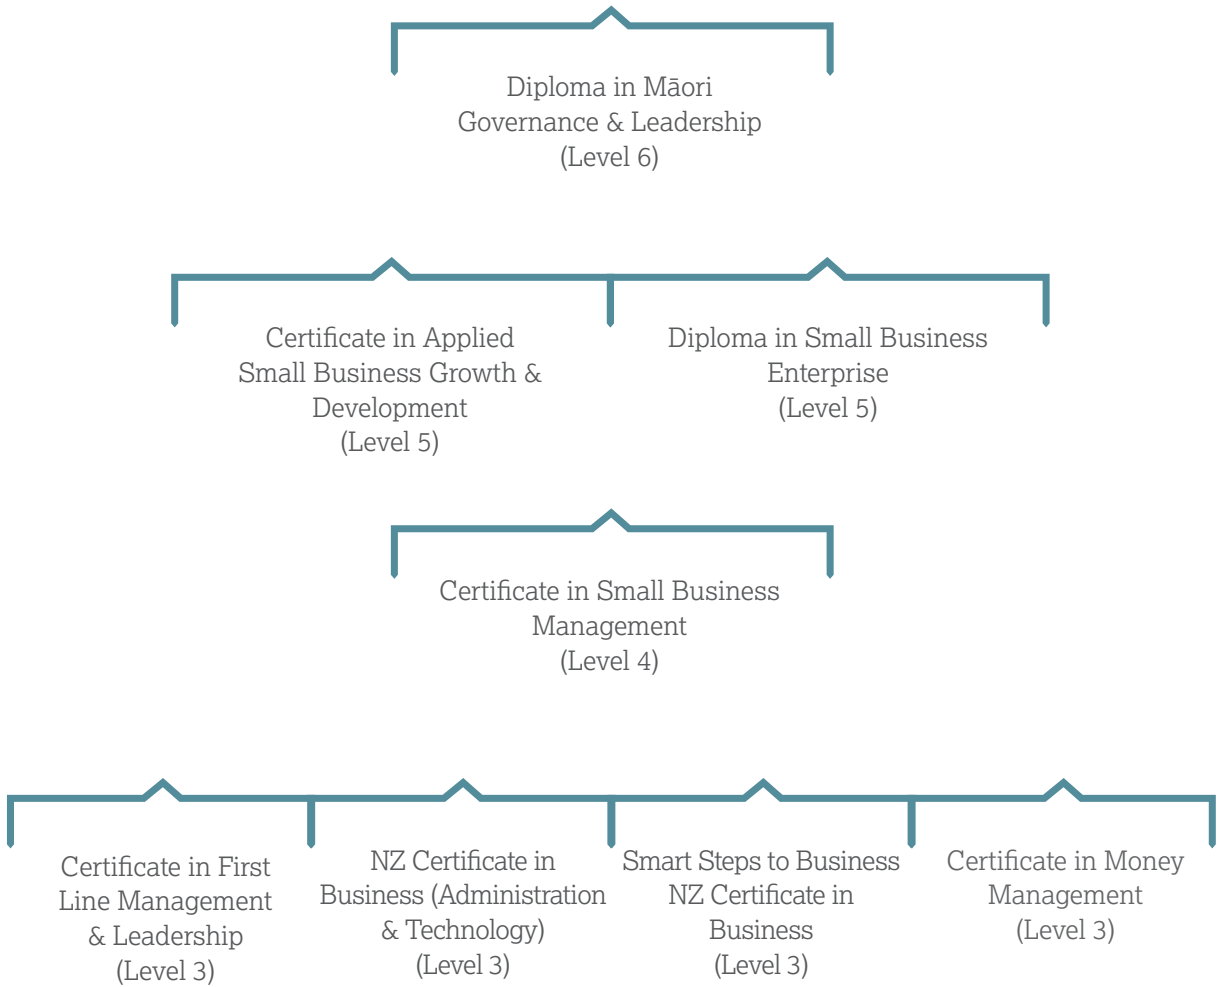 Diploma in Māori
Governance & Leadership
(Level 6)
Certificate in Applied
Small Business Growth &
Development
(Level 5)
Diploma in Small Business
Enterprise
(Level 5)
Certificate in Small Business
Management
(Level 4)
Certificate in First
Line Management
& Leadership
(Level 3)
NZ Certificate in
Business (Administration
& Technology)
(Level 3)
Smart Steps to Business
NZ Certificate in
Business
(Level 3)
Certificate in Money
Management
(Level 3)